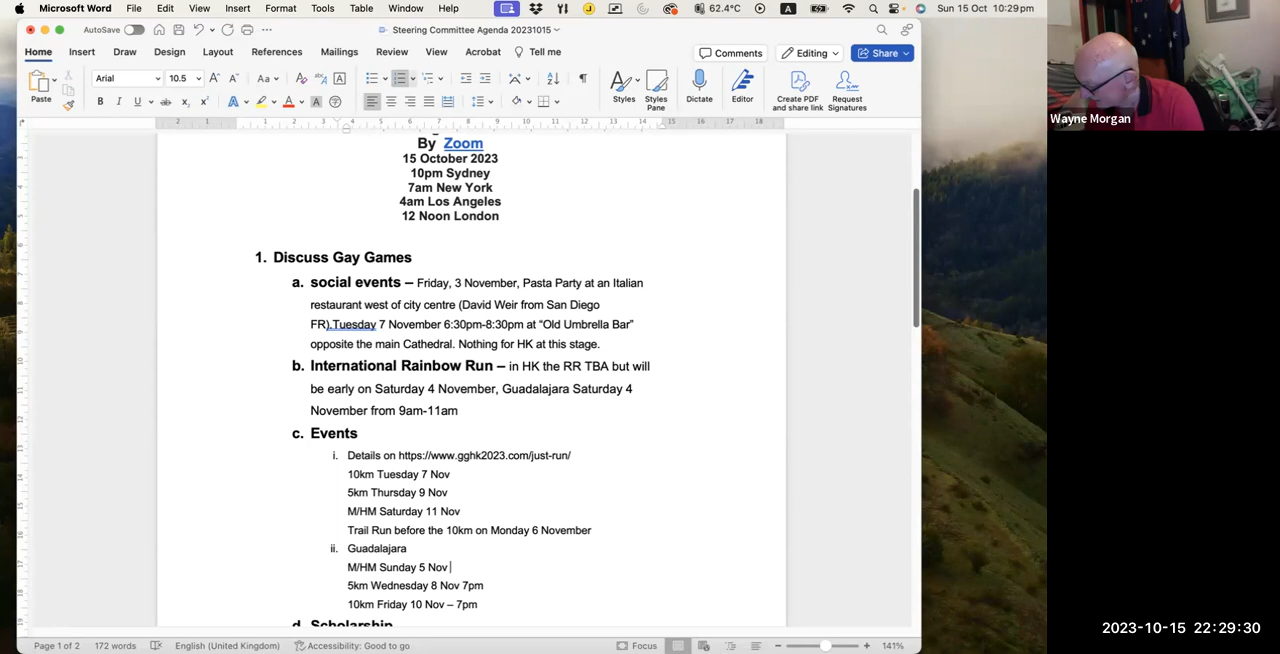 Microsoft Word File Edit View Insert Format Tools Table Window Help 62.4°C A Sun 15 Oct 10:29 pm
AutoSave Steering Committee Agenda 20231015
Home Insert Draw Design Layout References Mailings Review View Acrobat Tell me Comments Editing Share
Paste Arial 10.5 Styles Styles Pane Dictate Editor Create PDF and share link Request Signatures
By Zoom
15 October 2023
10pm Sydney
7am New York
4am Los Angeles
12 Noon London
1. Discuss Gay Games
a. social events – Friday, 3 November, Pasta Party at an Italian
restaurant west of city centre (David Weir from San Diego
FR).Tuesday 7 November 6:30pm-8:30pm at “Old Umbrella Bar”
opposite the main Cathedral. Nothing for HK at this stage.
b. International Rainbow Run – in HK the RR TBA but will
be early on Saturday 4 November, Guadalajara Saturday 4
November from 9am-11am
c. Events
i. Details on https://www.gghk2023.com/just-run/
10km Tuesday 7 Nov
5km Thursday 9 Nov
M/HM Saturday 11 Nov
Trail Run before the 10km on Monday 6 November
ii. Guadalajara
M/HM Sunday 5 Nov
5km Wednesday 8 Nov 7pm
10km Friday 10 Nov – 7pm
d. Scholarship
Page 1 of 2 172 words English (United Kingdom) Accessibility: Good to go Focus 141%
Wayne Morgan
2023-10-15 22:29:30